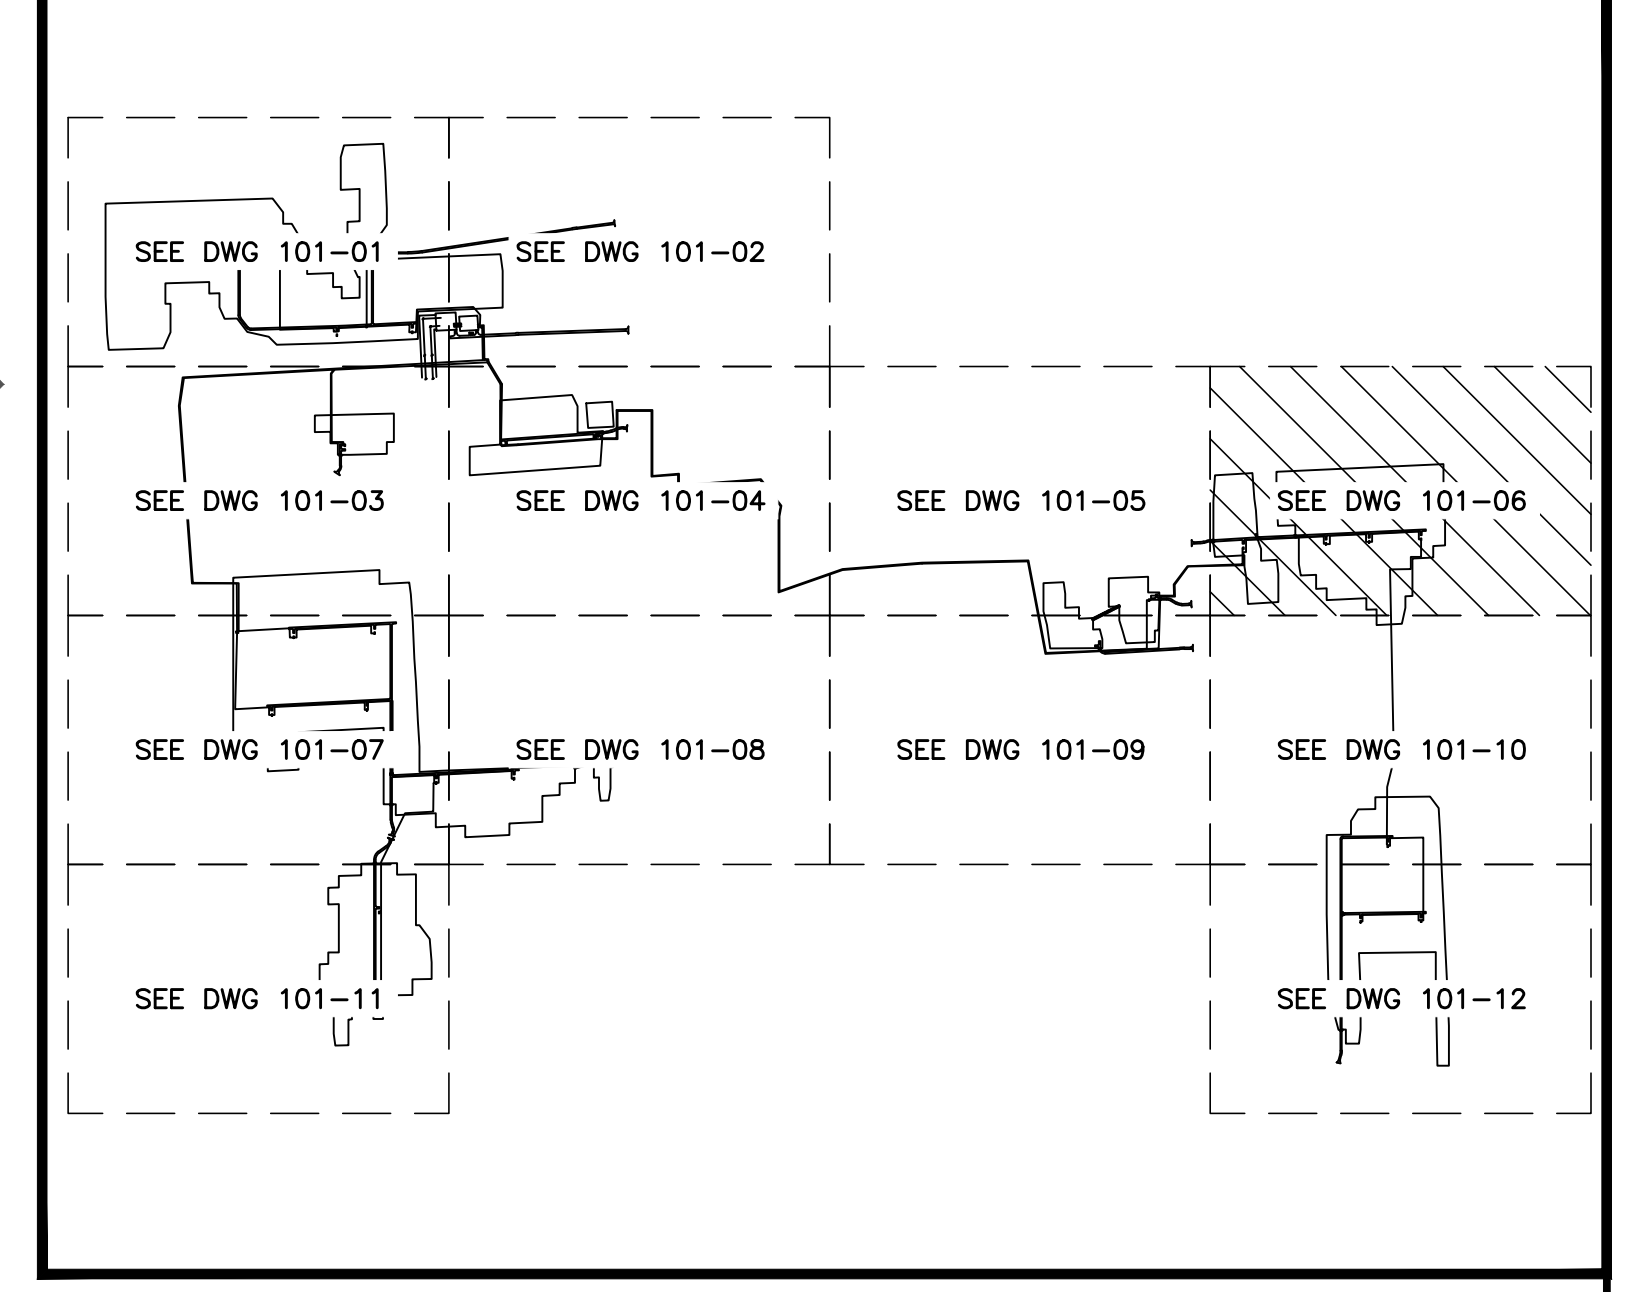 SEE DWG 101-01
SEE DWG 101-02
SEE DWG 101-03
SEE DWG 101-04
SEE DWG 101-05
SEE DWG 101-06
SEE DWG 101-07
SEE DWG 101-08
SEE DWG 101-09
SEE DWG 101-10
SEE DWG 101-11
SEE DWG 101-12